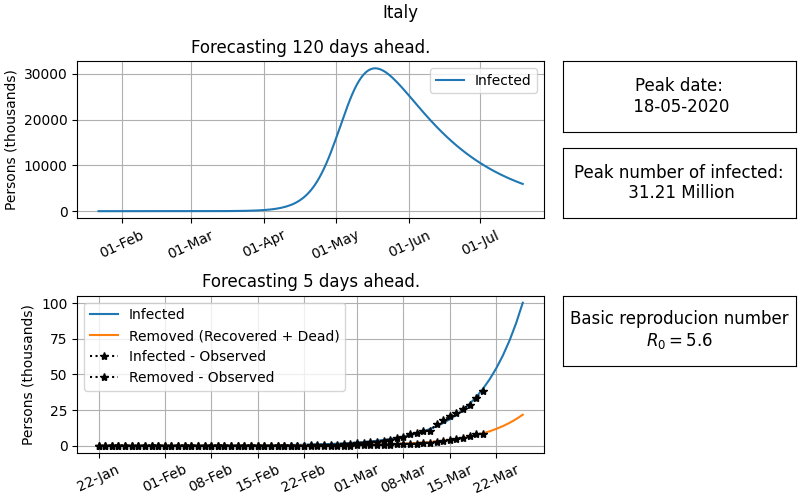 Italy
Forecasting 120 days ahead.
Persons (thousands)
30000
20000
10000
0
Infected
01-Feb
01-Mar
01-Apr
01-May
01-Jun
01-Jul
Peak date:
18-05-2020
Peak number of infected:
31.21 Million
Forecasting 5 days ahead.
Persons (thousands)
100
75
50
25
0
Infected
Removed (Recovered + Dead)
Infected - Observed
Removed - Observed
22-Jan
01-Feb
08-Feb
15-Feb
22-Feb
01-Mar
08-Mar
15-Mar
22-Mar
Basic reproducion number
R₀ = 5.6